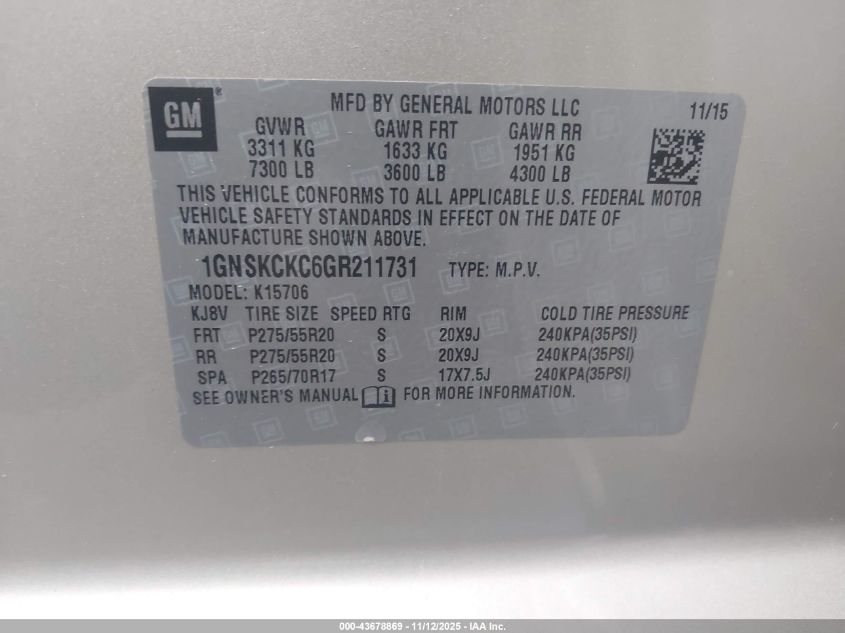 GM ®
MFD BY GENERAL MOTORS LLC 11/15
GVWR GAWR FRT GAWR RR
3311 KG 1633 KG 1951 KG
7300 LB 3600 LB 4300 LB
THIS VEHICLE CONFORMS TO ALL APPLICABLE U.S. FEDERAL MOTOR
VEHICLE SAFETY STANDARDS IN EFFECT ON THE DATE OF
MANUFACTURE SHOWN ABOVE.
1GNSKCKC6GR211731 TYPE: M.P.V.
MODEL: K15706
KJ8V TIRE SIZE SPEED RTG RIM COLD TIRE PRESSURE
FRT P275/55R20 S 20X9J 240KPA(35PSI)
RR P275/55R20 S 20X9J 240KPA(35PSI)
SPA P265/70R17 S 17X7.5J 240KPA(35PSI)
SEE OWNER'S MANUAL i FOR MORE INFORMATION.
000-43678869 - 11/12/2025 - IAA Inc.